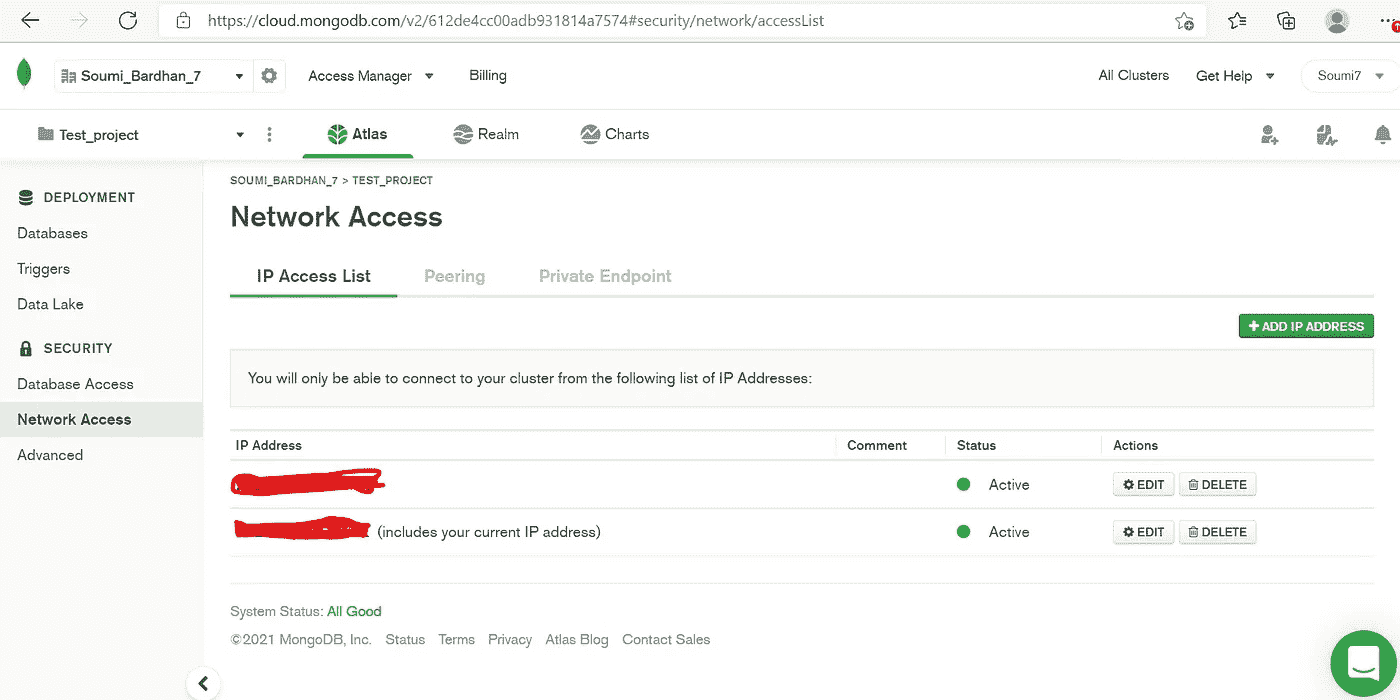 https://cloud.mongodb.com/v2/612de4cc00adb931814a7574#security/network/accessList
Soumi_Bardhan_7 Access Manager Billing All Clusters Get Help Soumi7
Test_project Atlas Realm Charts
SOUMI_BARDHAN_7 > TEST_PROJECT
DEPLOYMENT
Databases
Triggers
Data Lake
SECURITY
Database Access
Network Access
Advanced
Network Access
IP Access List Peering Private Endpoint
+ ADD IP ADDRESS
You will only be able to connect to your cluster from the following list of IP Addresses:
IP Address Comment Status Actions
Active EDIT DELETE
(includes your current IP address) Active EDIT DELETE
System Status: All Good
©2021 MongoDB, Inc. Status Terms Privacy Atlas Blog Contact Sales